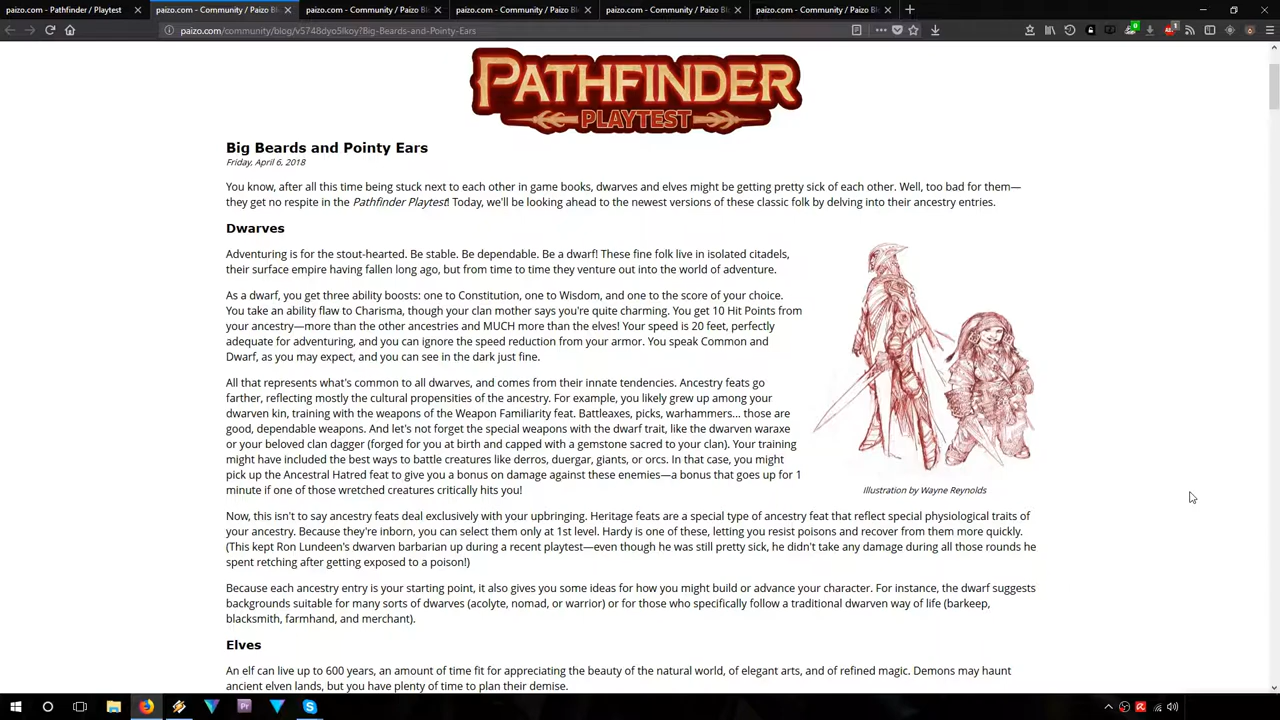 paizo.com - Pathfinder / Playtest
paizo.com - Community / Paizo Bl
paizo.com - Community / Paizo Bl
paizo.com - Community / Paizo Bl
paizo.com - Community / Paizo Bl
paizo.com - Community / Paizo Bl
paizo.com/community/blog/v5748dyo5lkoy?Big-Beards-and-Pointy-Ears
PATHFINDER
PLAYTEST
Big Beards and Pointy Ears
Friday, April 6, 2018
You know, after all this time being stuck next to each other in game books, dwarves and elves might be getting pretty sick of each other. Well, too bad for them—
they get no respite in the Pathfinder Playtest! Today, we'll be looking ahead to the newest versions of these classic folk by delving into their ancestry entries.
Dwarves
Adventuring is for the stout-hearted. Be stable. Be dependable. Be a dwarf! These fine folk live in isolated citadels,
their surface empire having fallen long ago, but from time to time they venture out into the world of adventure.
As a dwarf, you get three ability boosts: one to Constitution, one to Wisdom, and one to the score of your choice.
You take an ability flaw to Charisma, though your clan mother says you're quite charming. You get 10 Hit Points from
your ancestry—more than the other ancestries and MUCH more than the elves! Your speed is 20 feet, perfectly
adequate for adventuring, and you can ignore the speed reduction from your armor. You speak Common and
Dwarf, as you may expect, and you can see in the dark just fine.
All that represents what's common to all dwarves, and comes from their innate tendencies. Ancestry feats go
farther, reflecting mostly the cultural propensities of the ancestry. For example, you likely grew up among your
dwarven kin, training with the weapons of the Weapon Familiarity feat. Battleaxes, picks, warhammers... those are
good, dependable weapons. And let's not forget the special weapons with the dwarf trait, like the dwarven waraxe
or your beloved clan dagger (forged for you at birth and capped with a gemstone sacred to your clan). Your training
might have included the best ways to battle creatures like derros, duergar, giants, or orcs. In that case, you might
pick up the Ancestral Hatred feat to give you a bonus on damage against these enemies—a bonus that goes up for 1
minute if one of those wretched creatures critically hits you!
Illustration by Wayne Reynolds
Now, this isn't to say ancestry feats deal exclusively with your upbringing. Heritage feats are a special type of ancestry feat that reflect special physiological traits of
your ancestry. Because they're inborn, you can select them only at 1st level. Hardy is one of these, letting you resist poisons and recover from them more quickly.
(This kept Ron Lundeen's dwarven barbarian up during a recent playtest—even though he was still pretty sick, he didn't take any damage during all those rounds he
spent retching after getting exposed to a poison!)
Because each ancestry entry is your starting point, it also gives you some ideas for how you might build or advance your character. For instance, the dwarf suggests
backgrounds suitable for many sorts of dwarves (acolyte, nomad, or warrior) or for those who specifically follow a traditional dwarven way of life (barkeep,
blacksmith, farmhand, and merchant).
Elves
An elf can live up to 600 years, an amount of time fit for appreciating the beauty of the natural world, of elegant arts, and of refined magic. Demons may haunt
ancient elven lands, but you have plenty of time to plan their demise.